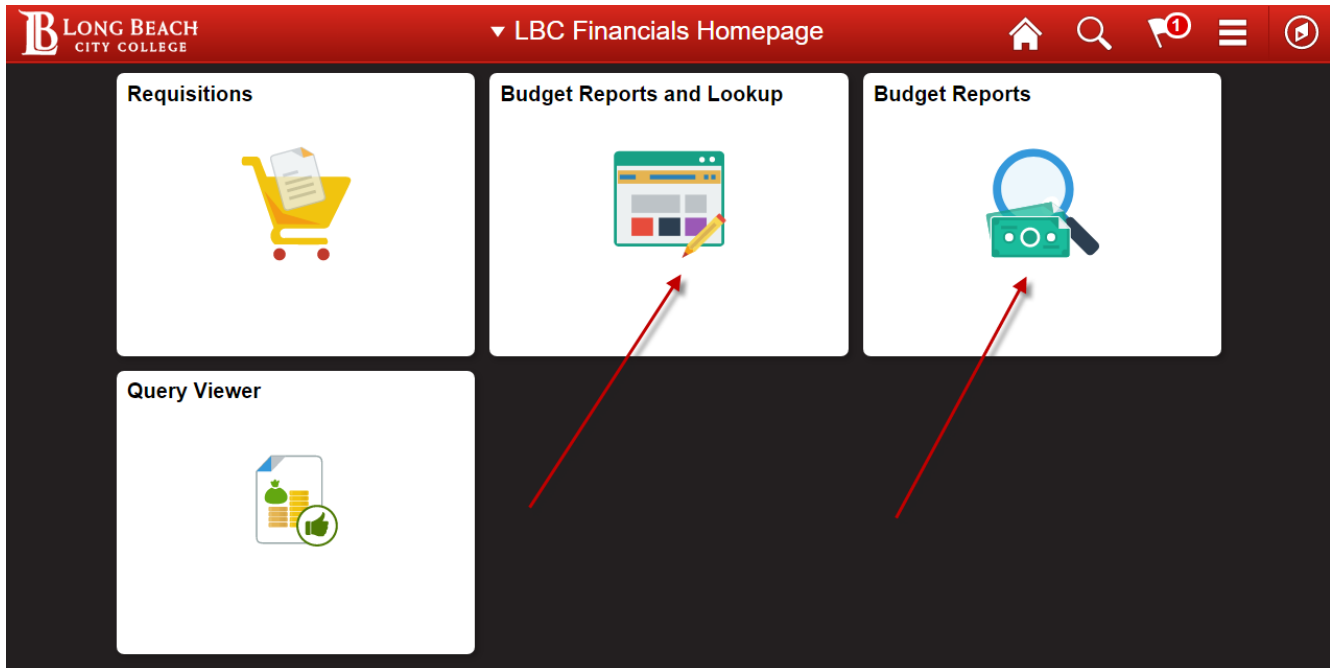 LONG BEACH
CITY COLLEGE
LBC Financials Homepage
1
Requisitions
Budget Reports and Lookup
Budget Reports
Query Viewer